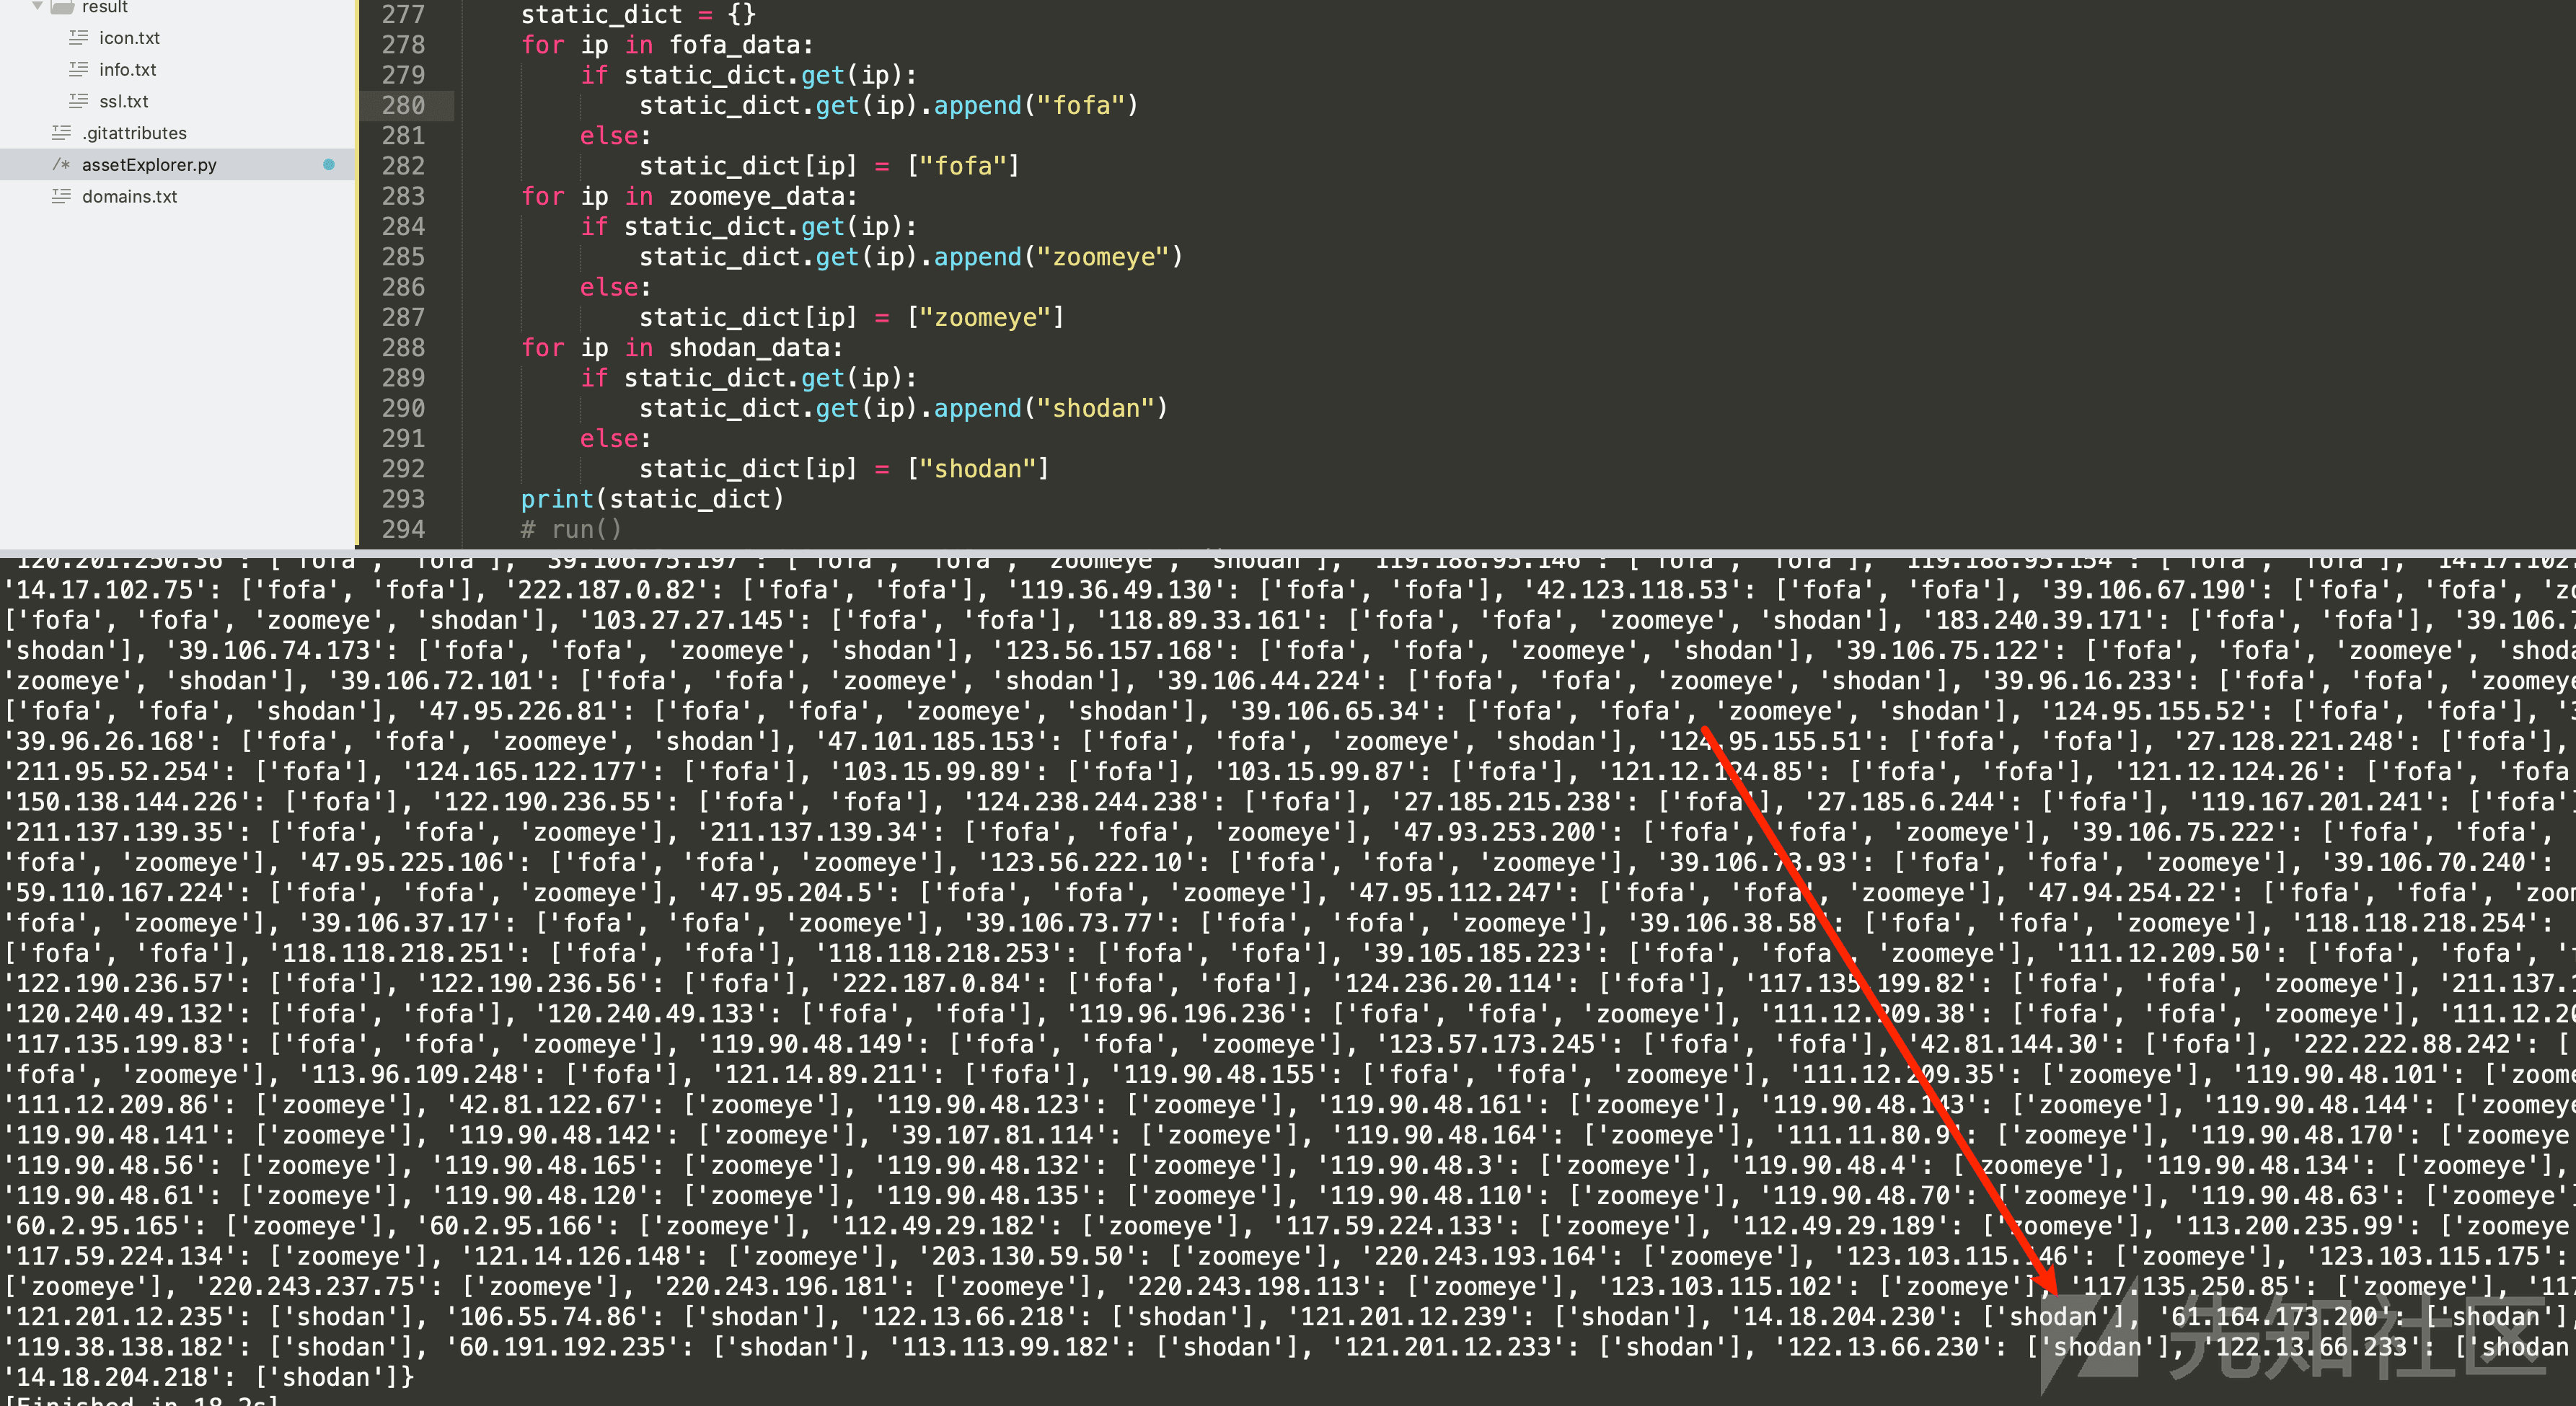 result
icon.txt
info.txt
ssl.txt
.gitattributes
/* assetExplorer.py
domains.txt
277 static_dict = {}
278 for ip in fofa_data:
279 if static_dict.get(ip):
280 static_dict.get(ip).append("fofa")
281 else:
282 static_dict[ip] = ["fofa"]
283 for ip in zoomeye_data:
284 if static_dict.get(ip):
285 static_dict.get(ip).append("zoomeye")
286 else:
287 static_dict[ip] = ["zoomeye"]
288 for ip in shodan_data:
289 if static_dict.get(ip):
290 static_dict.get(ip).append("shodan")
291 else:
292 static_dict[ip] = ["shodan"]
293 print(static_dict)
294 # run()
'120.201.250.36': ['fofa', 'fofa'], '39.106.75.197': ['fofa', 'fofa', 'zoomeye', 'shodan'], '119.188.95.146': ['fofa', 'fofa'], '119.188.95.154': ['fofa', 'fofa'], '14.17.102.
'14.17.102.75': ['fofa', 'fofa'], '222.187.0.82': ['fofa', 'fofa'], '119.36.49.130': ['fofa', 'fofa'], '42.123.118.53': ['fofa', 'fofa'], '39.106.67.190': ['fofa', 'fofa', 'zo
['fofa', 'fofa', 'zoomeye', 'shodan'], '103.27.27.145': ['fofa', 'fofa'], '118.89.33.161': ['fofa', 'fofa', 'zoomeye', 'shodan'], '183.240.39.171': ['fofa', 'fofa'], '39.106.7
'shodan'], '39.106.74.173': ['fofa', 'fofa', 'zoomeye', 'shodan'], '123.56.157.168': ['fofa', 'fofa', 'zoomeye', 'shodan'], '39.106.75.122': ['fofa', 'fofa', 'zoomeye', 'shoda
'zoomeye', 'shodan'], '39.106.72.101': ['fofa', 'fofa', 'zoomeye', 'shodan'], '39.106.44.224': ['fofa', 'fofa', 'zoomeye', 'shodan'], '39.96.16.233': ['fofa', 'fofa', 'zoomeye
['fofa', 'fofa', 'shodan'], '47.95.226.81': ['fofa', 'fofa', 'zoomeye', 'shodan'], '39.106.65.34': ['fofa', 'fofa', 'zoomeye', 'shodan'], '124.95.155.52': ['fofa', 'fofa'], '3
'39.96.26.168': ['fofa', 'fofa', 'zoomeye', 'shodan'], '47.101.185.153': ['fofa', 'fofa', 'zoomeye', 'shodan'], '124.95.155.51': ['fofa', 'fofa'], '27.128.221.248': ['fofa'],
'211.95.52.254': ['fofa'], '124.165.122.177': ['fofa'], '103.15.99.89': ['fofa'], '103.15.99.87': ['fofa'], '121.12.124.85': ['fofa', 'fofa'], '121.12.124.26': ['fofa', 'fofa
'150.138.144.226': ['fofa'], '122.190.236.55': ['fofa', 'fofa'], '124.238.244.238': ['fofa'], '27.185.215.238': ['fofa'], '27.185.6.244': ['fofa'], '119.167.201.241': ['fofa'
'211.137.139.35': ['fofa', 'fofa', 'zoomeye'], '211.137.139.34': ['fofa', 'fofa', 'zoomeye'], '47.93.253.200': ['fofa', 'fofa', 'zoomeye'], '39.106.75.222': ['fofa', 'fofa',
'fofa', 'zoomeye'], '47.95.225.106': ['fofa', 'fofa', 'zoomeye'], '123.56.222.10': ['fofa', 'fofa', 'zoomeye'], '39.106.73.93': ['fofa', 'fofa', 'zoomeye'], '39.106.70.240':
'59.110.167.224': ['fofa', 'fofa', 'zoomeye'], '47.95.204.5': ['fofa', 'fofa', 'zoomeye'], '47.95.112.247': ['fofa', 'fofa', 'zoomeye'], '47.94.254.22': ['fofa', 'fofa', 'zoom
'fofa', 'zoomeye'], '39.106.37.17': ['fofa', 'fofa', 'zoomeye'], '39.106.73.77': ['fofa', 'fofa', 'zoomeye'], '39.106.38.58': ['fofa', 'fofa', 'zoomeye'], '118.118.218.254':
['fofa', 'fofa'], '118.118.218.251': ['fofa', 'fofa'], '118.118.218.253': ['fofa', 'fofa'], '39.105.185.223': ['fofa', 'fofa', 'zoomeye'], '111.12.209.50': ['fofa', 'fofa', '
'122.190.236.57': ['fofa'], '122.190.236.56': ['fofa'], '222.187.0.84': ['fofa', 'fofa'], '124.236.20.114': ['fofa'], '117.135.199.82': ['fofa', 'fofa', 'zoomeye'], '211.137.1
'120.240.49.132': ['fofa', 'fofa'], '120.240.49.133': ['fofa', 'fofa'], '119.96.196.236': ['fofa', 'fofa', 'zoomeye'], '111.12.209.38': ['fofa', 'fofa', 'zoomeye'], '111.12.20
'117.135.199.83': ['fofa', 'fofa', 'zoomeye'], '119.90.48.149': ['fofa', 'fofa', 'zoomeye'], '123.57.173.245': ['fofa', 'fofa'], '42.81.144.30': ['fofa'], '222.222.88.242': [
'fofa', 'zoomeye'], '113.96.109.248': ['fofa'], '121.14.89.211': ['fofa'], '119.90.48.155': ['fofa', 'fofa', 'zoomeye'], '111.12.209.35': ['zoomeye'], '119.90.48.101': ['zoome
'111.12.209.86': ['zoomeye'], '42.81.122.67': ['zoomeye'], '119.90.48.123': ['zoomeye'], '119.90.48.161': ['zoomeye'], '119.90.48.143': ['zoomeye'], '119.90.48.144': ['zoomeye
'119.90.48.141': ['zoomeye'], '119.90.48.142': ['zoomeye'], '39.107.81.114': ['zoomeye'], '119.90.48.164': ['zoomeye'], '111.11.80.9': ['zoomeye'], '119.90.48.170': ['zoomeye
'119.90.48.56': ['zoomeye'], '119.90.48.165': ['zoomeye'], '119.90.48.132': ['zoomeye'], '119.90.48.3': ['zoomeye'], '119.90.48.4': ['zoomeye'], '119.90.48.134': ['zoomeye'],
'119.90.48.61': ['zoomeye'], '119.90.48.120': ['zoomeye'], '119.90.48.135': ['zoomeye'], '119.90.48.110': ['zoomeye'], '119.90.48.70': ['zoomeye'], '119.90.48.63': ['zoomeye'
'60.2.95.165': ['zoomeye'], '60.2.95.166': ['zoomeye'], '112.49.29.182': ['zoomeye'], '117.59.224.133': ['zoomeye'], '112.49.29.189': ['zoomeye'], '113.200.235.99': ['zoomeye
'117.59.224.134': ['zoomeye'], '121.14.126.148': ['zoomeye'], '203.130.59.50': ['zoomeye'], '220.243.193.164': ['zoomeye'], '123.103.115.146': ['zoomeye'], '123.103.115.175':
['zoomeye'], '220.243.237.75': ['zoomeye'], '220.243.196.181': ['zoomeye'], '220.243.198.113': ['zoomeye'], '123.103.115.102': ['zoomeye'], '117.135.250.85': ['zoomeye'], '11
'121.201.12.235': ['shodan'], '106.55.74.86': ['shodan'], '122.13.66.218': ['shodan'], '121.201.12.239': ['shodan'], '14.18.204.230': ['shodan'], '61.164.173.200': ['shodan'],
'119.38.138.182': ['shodan'], '60.191.192.235': ['shodan'], '113.113.99.182': ['shodan'], '121.201.12.233': ['shodan'], '122.13.66.230': ['shodan'], '122.13.66.233': ['shodan
'14.18.204.218': ['shodan']}
[Finished in 18.2s]
先知社区